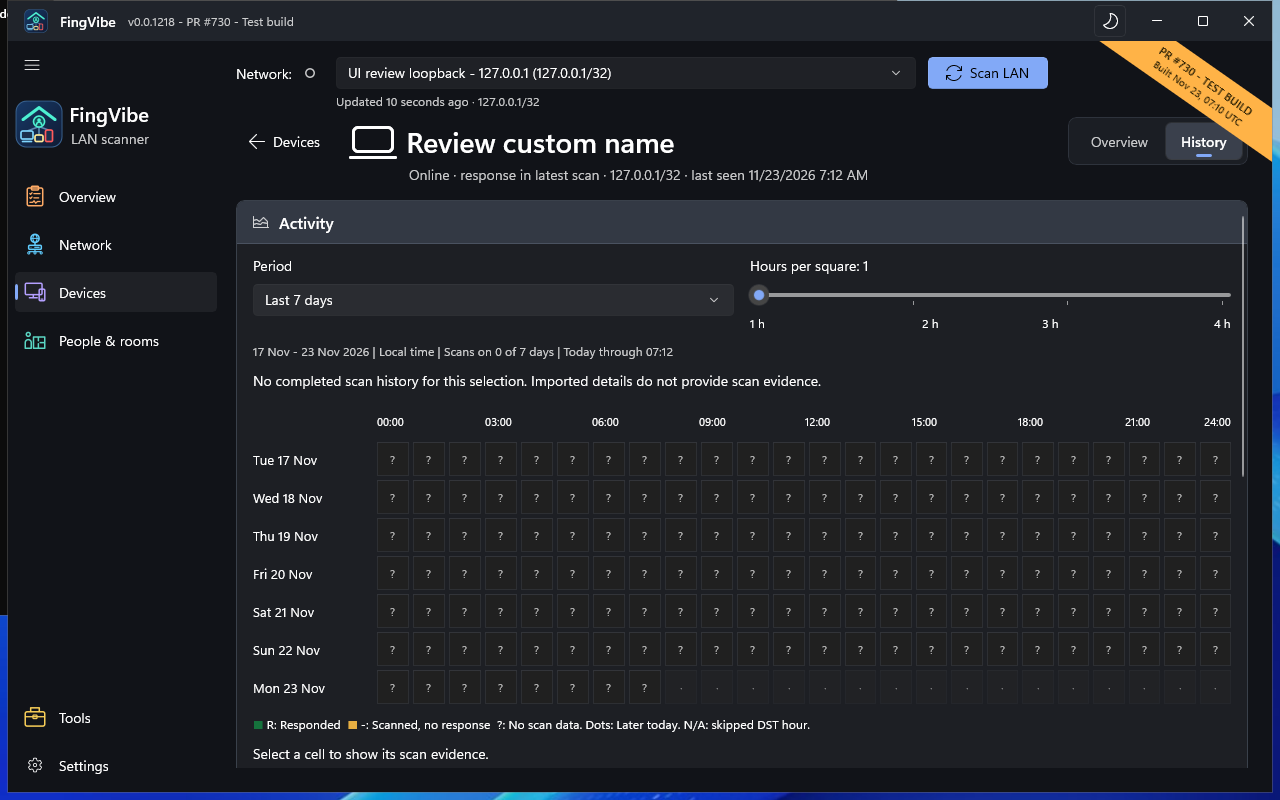 FingVibe v0.0.1218 - PR #730 - Test build
PR #730 - TEST BUILD
Built Nov 23, 07:10 UTC
Network:
UI review loopback - 127.0.0.1 (127.0.0.1/32)
Scan LAN
Updated 10 seconds ago · 127.0.0.1/32
FingVibe
LAN scanner
Overview
Network
Devices
People & rooms
Tools
Settings
Devices
Review custom name
Online · response in latest scan · 127.0.0.1/32 · last seen 11/23/2026 7:12 AM
Overview
History
Activity
Period
Last 7 days
Hours per square: 1
1 h 2 h 3 h 4 h
17 Nov - 23 Nov 2026 | Local time | Scans on 0 of 7 days | Today through 07:12
No completed scan history for this selection. Imported details do not provide scan evidence.
00:00 03:00 06:00 09:00 12:00 15:00 18:00 21:00 24:00
Tue 17 Nov ? ? ? ? ? ? ? ? ? ? ? ? ? ? ? ? ? ? ? ? ? ? ? ?
Wed 18 Nov ? ? ? ? ? ? ? ? ? ? ? ? ? ? ? ? ? ? ? ? ? ? ? ?
Thu 19 Nov ? ? ? ? ? ? ? ? ? ? ? ? ? ? ? ? ? ? ? ? ? ? ? ?
Fri 20 Nov ? ? ? ? ? ? ? ? ? ? ? ? ? ? ? ? ? ? ? ? ? ? ? ?
Sat 21 Nov ? ? ? ? ? ? ? ? ? ? ? ? ? ? ? ? ? ? ? ? ? ? ? ?
Sun 22 Nov ? ? ? ? ? ? ? ? ? ? ? ? ? ? ? ? ? ? ? ? ? ? ? ?
Mon 23 Nov ? ? ? ? ? ? ? ? · · · · · · · · · · · · · · · ·
R: Responded -: Scanned, no response ?: No scan data. Dots: Later today. N/A: skipped DST hour.
Select a cell to show its scan evidence.